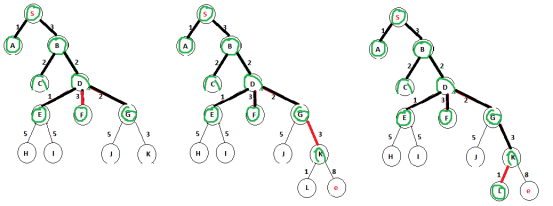 S S S
1 3 1 3 1 3
A B A B A B
2 2 2 2 2 2
C D C D C D
1 3 2 1 3 2 1 3 2
E F G E F G E F G
5 5 5 3 5 5 5 3 5 5 5 3
H I J K H I J K H I J K
1 8 1 8
L e L e